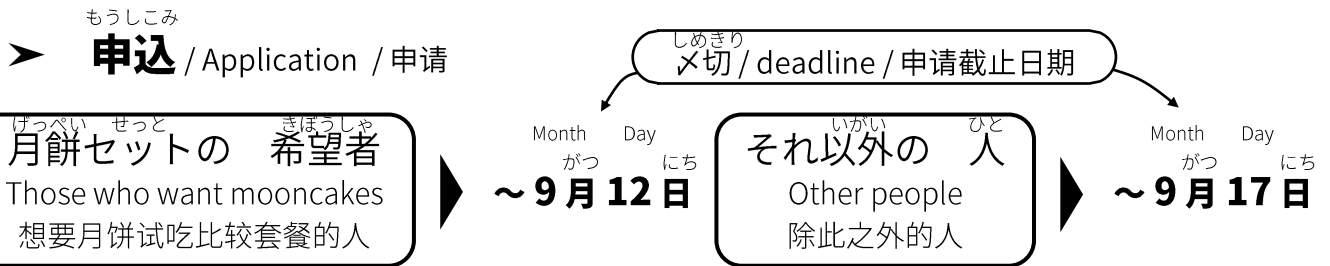 もうしこみ
➤ 申込 / Application / 申请
しめきり
〆切 / deadline / 申请截止日期
げっぺい せっと きぼうしゃ
月餅セットの 希望者
Those who want mooncakes
想要月饼试吃比较套餐的人
Month Day
がつ にち
～9月12日
いがい ひと
それ以外の 人
Other people
除此之外的人
Month Day
がつ にち
～9月17日